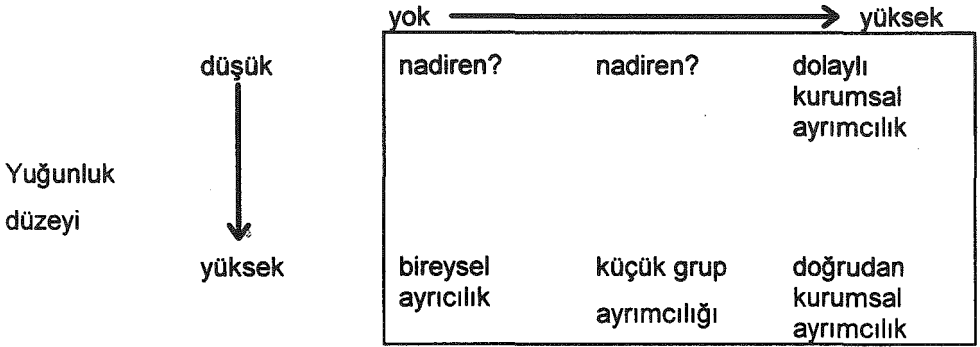 yok yüksek
düşük nadiren? nadiren? dolaylı
kurumsal
ayrımcılık
Yuğunluk
düzeyi
yüksek bireysel küçük grup doğrudan
ayrıcılık ayrımcılığı kurumsal
ayrımcılık